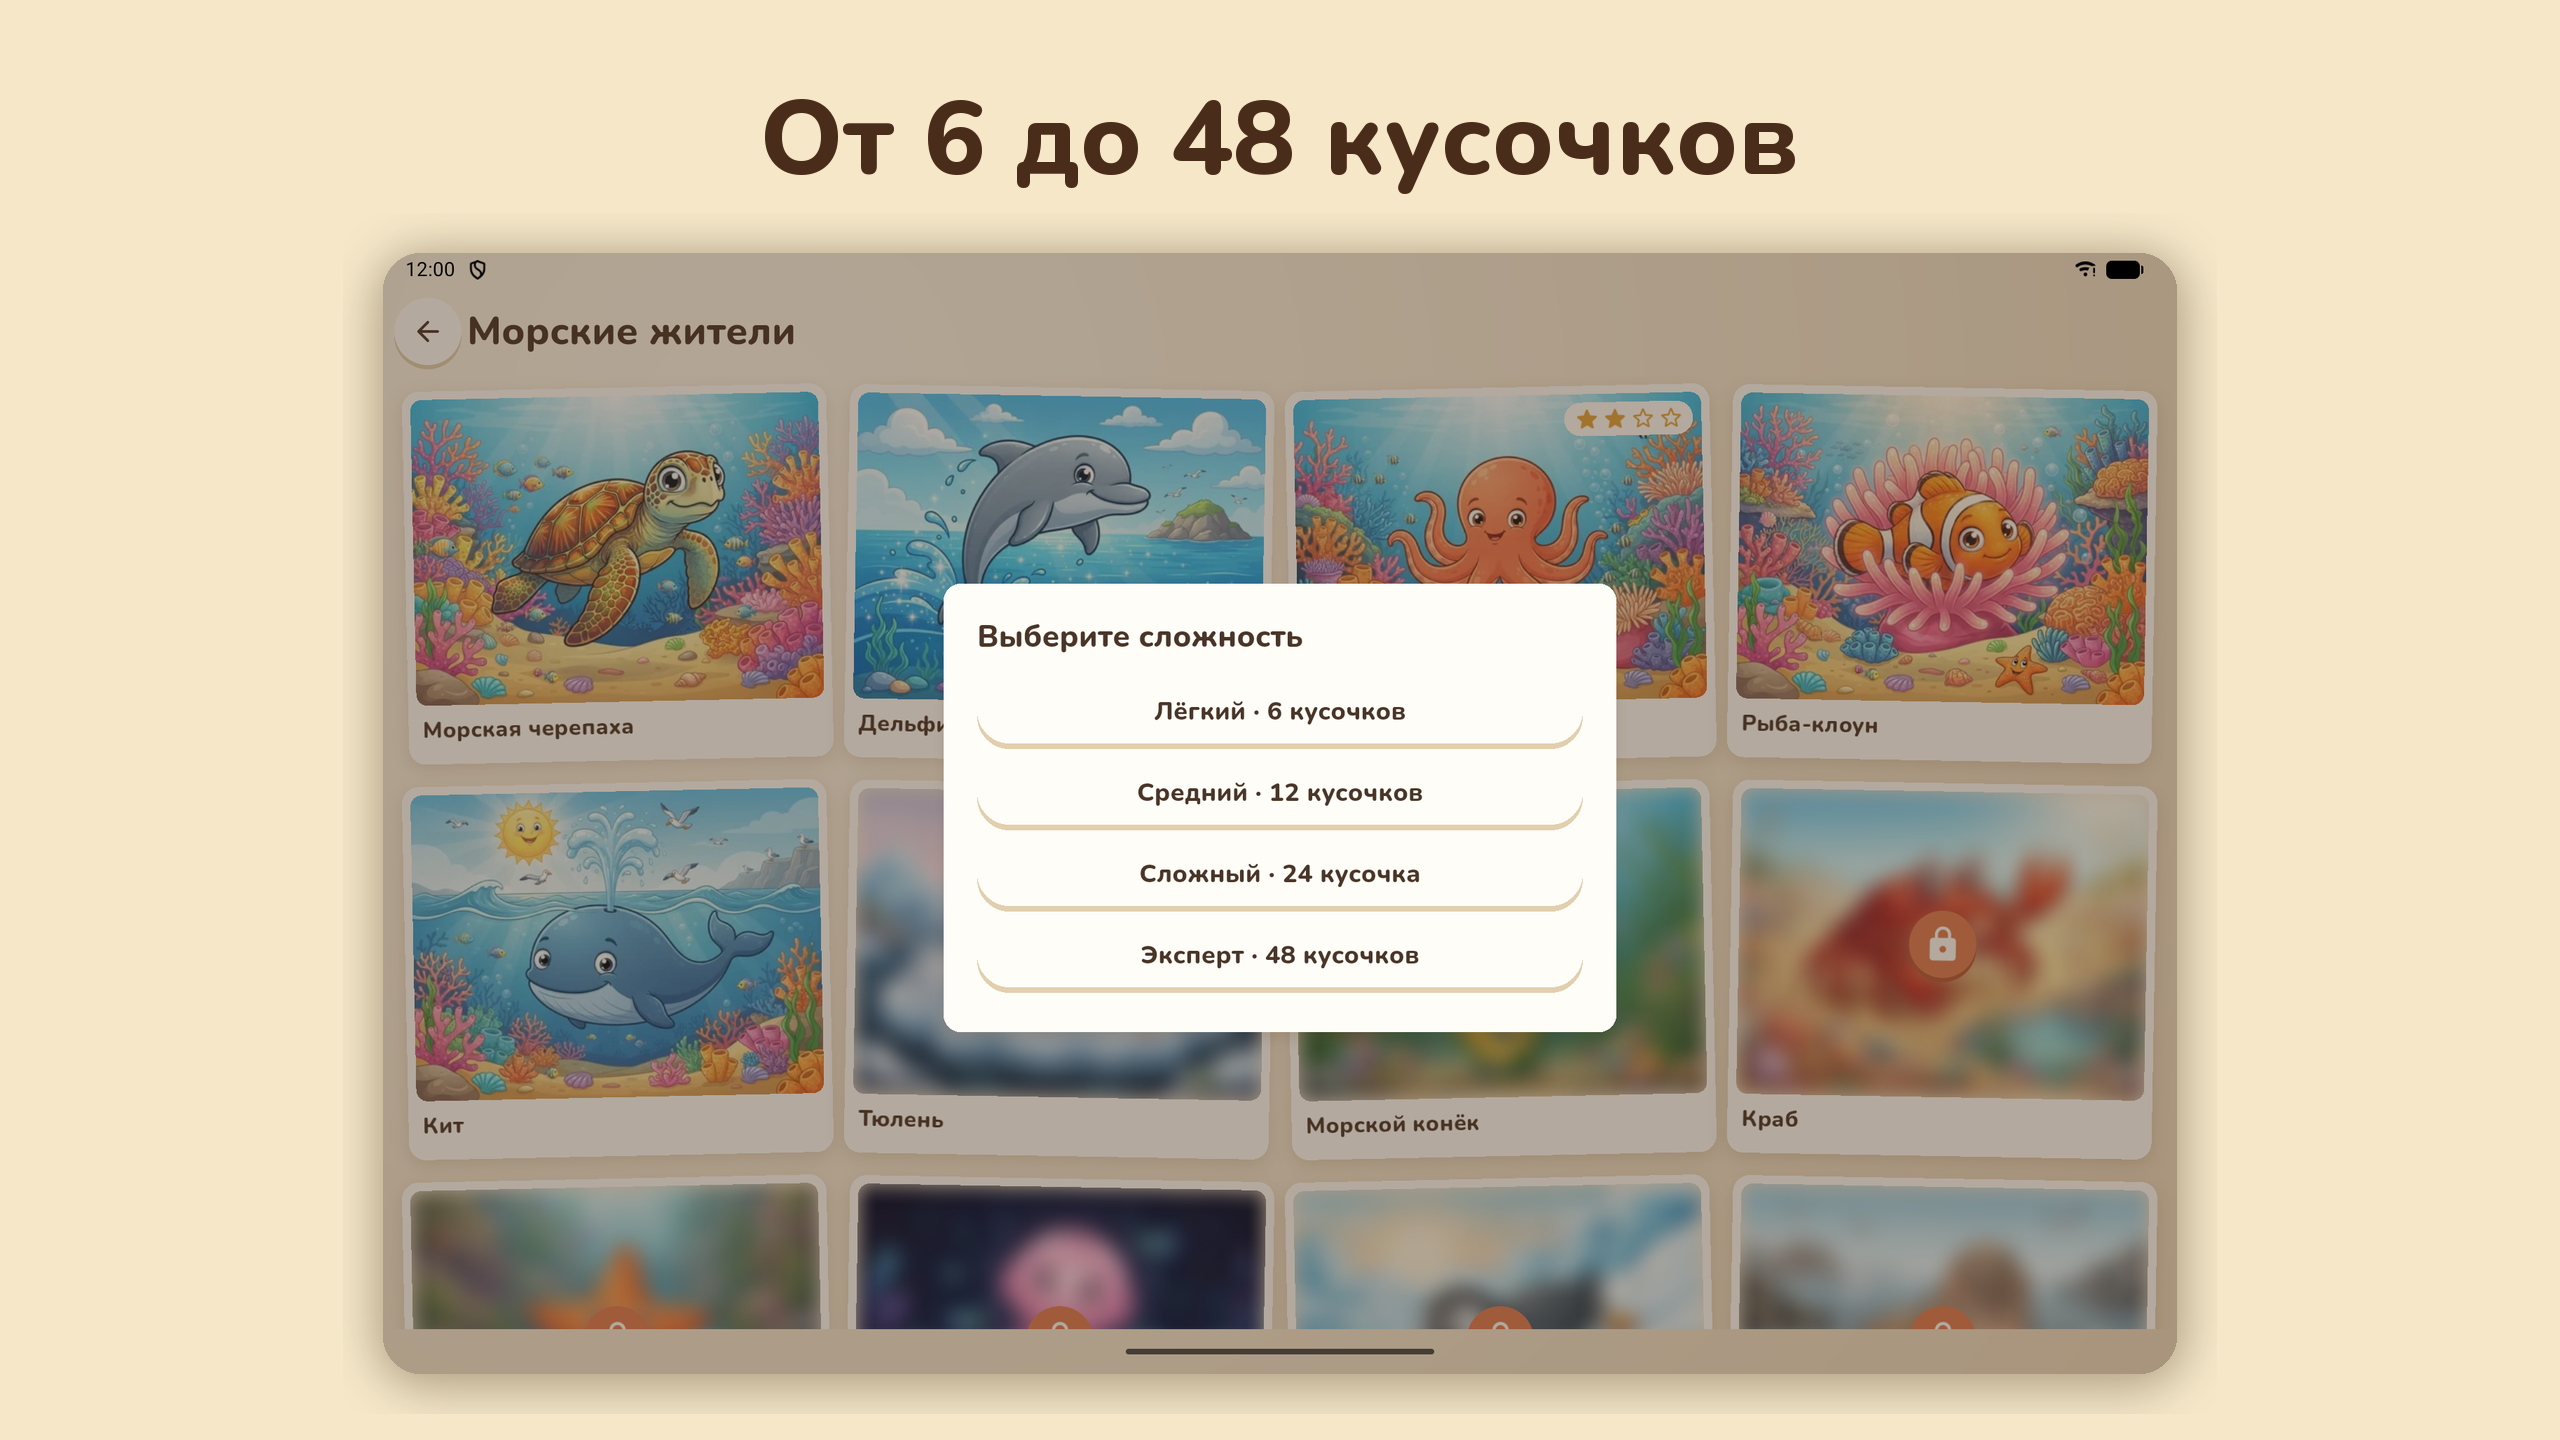 От 6 до 48 кусочков
12:00
Морские жители
Выберите сложность
Лёгкий · 6 кусочков
Средний · 12 кусочков
Сложный · 24 кусочка
Эксперт · 48 кусочков
Морская черепаха
Рыба-клоун
Кит
Тюлень
Морской конёк
Краб